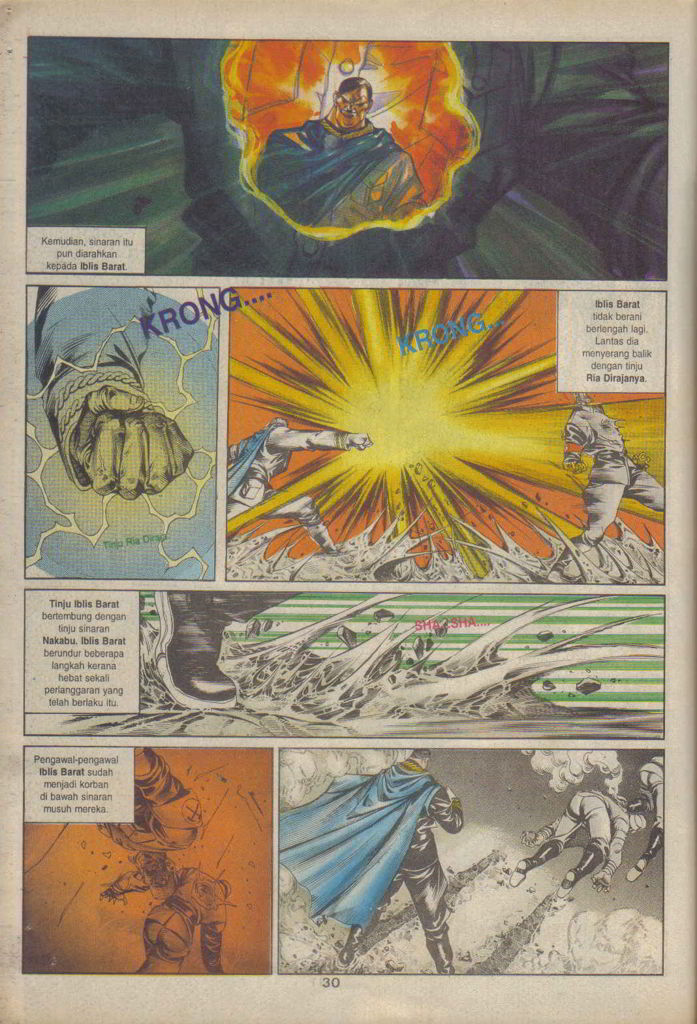 Kemudian, sinaran itu
pun diarahkan
kepada Iblis Barat.
KRONG....
KRONG...
Iblis Barat
tidak berani
berlengah lagi.
Lantas dia
menyerang balik
dengan tinju
Ria Dirajanya.
Tinju Ria Diraja
Tinju Iblis Barat
bertembung dengan
tinju sinaran
Nakabu. Iblis Barat
berundur beberapa
langkah kerana
hebat sekali
perlanggaran yang
telah berlaku itu.
SHA...SHA....
Pengawal-pengawal
Iblis Barat sudah
menjadi korban
di bawah sinaran
musuh mereka.
30